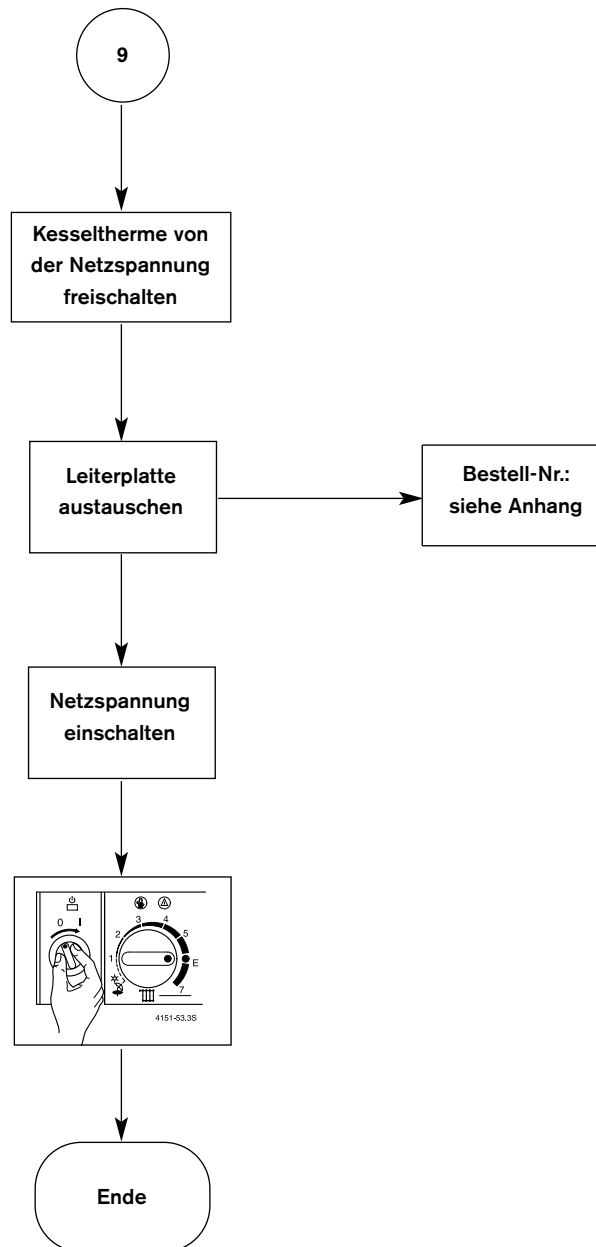 9
Kesseltherme von
der Netzspannung
freischalten
Leiterplatte
austauschen
Bestell-Nr.:
siehe Anhang
Netzspannung
einschalten
0 I
1
2
3
4
5
E
7
4151-53.3S
Ende